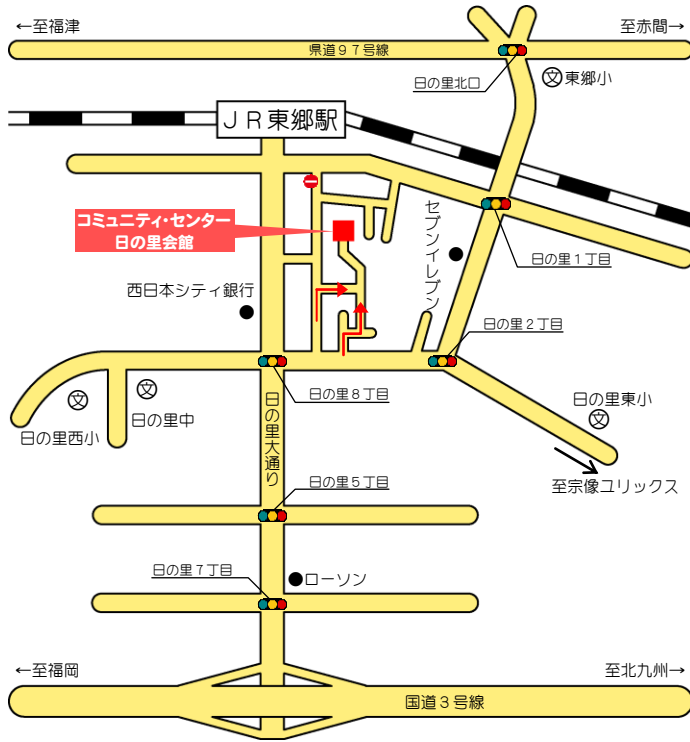 ←至福津
至赤間→
県道９７号線
日の里北口
文
東郷小
ＪＲ東郷駅
コミュニティ・センター
日の里会館
セブンイレブン
日の里１丁目
西日本シティ銀行
日の里２丁目
日の里８丁目
文
文
日の里中
日の里西小
日の里東小
文
日の里大通り
至宗像ユリックス
日の里５丁目
日の里７丁目
ローソン
←至福岡
至北九州→
国道３号線